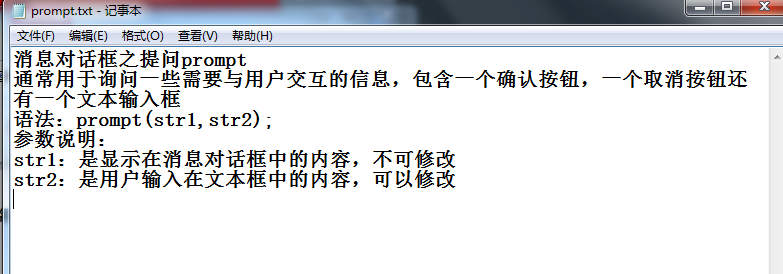 prompt.txt - 记事本
文件(F) 编辑(E) 格式(O) 查看(V) 帮助(H)
消息对话框之提问prompt
通常用于询问一些需要与用户交互的信息，包含一个确认按钮，一个取消按钮还
有一个文本输入框
语法：prompt(str1,str2);
参数说明：
str1：是显示在消息对话框中的内容，不可修改
str2：是用户输入在文本框中的内容，可以修改